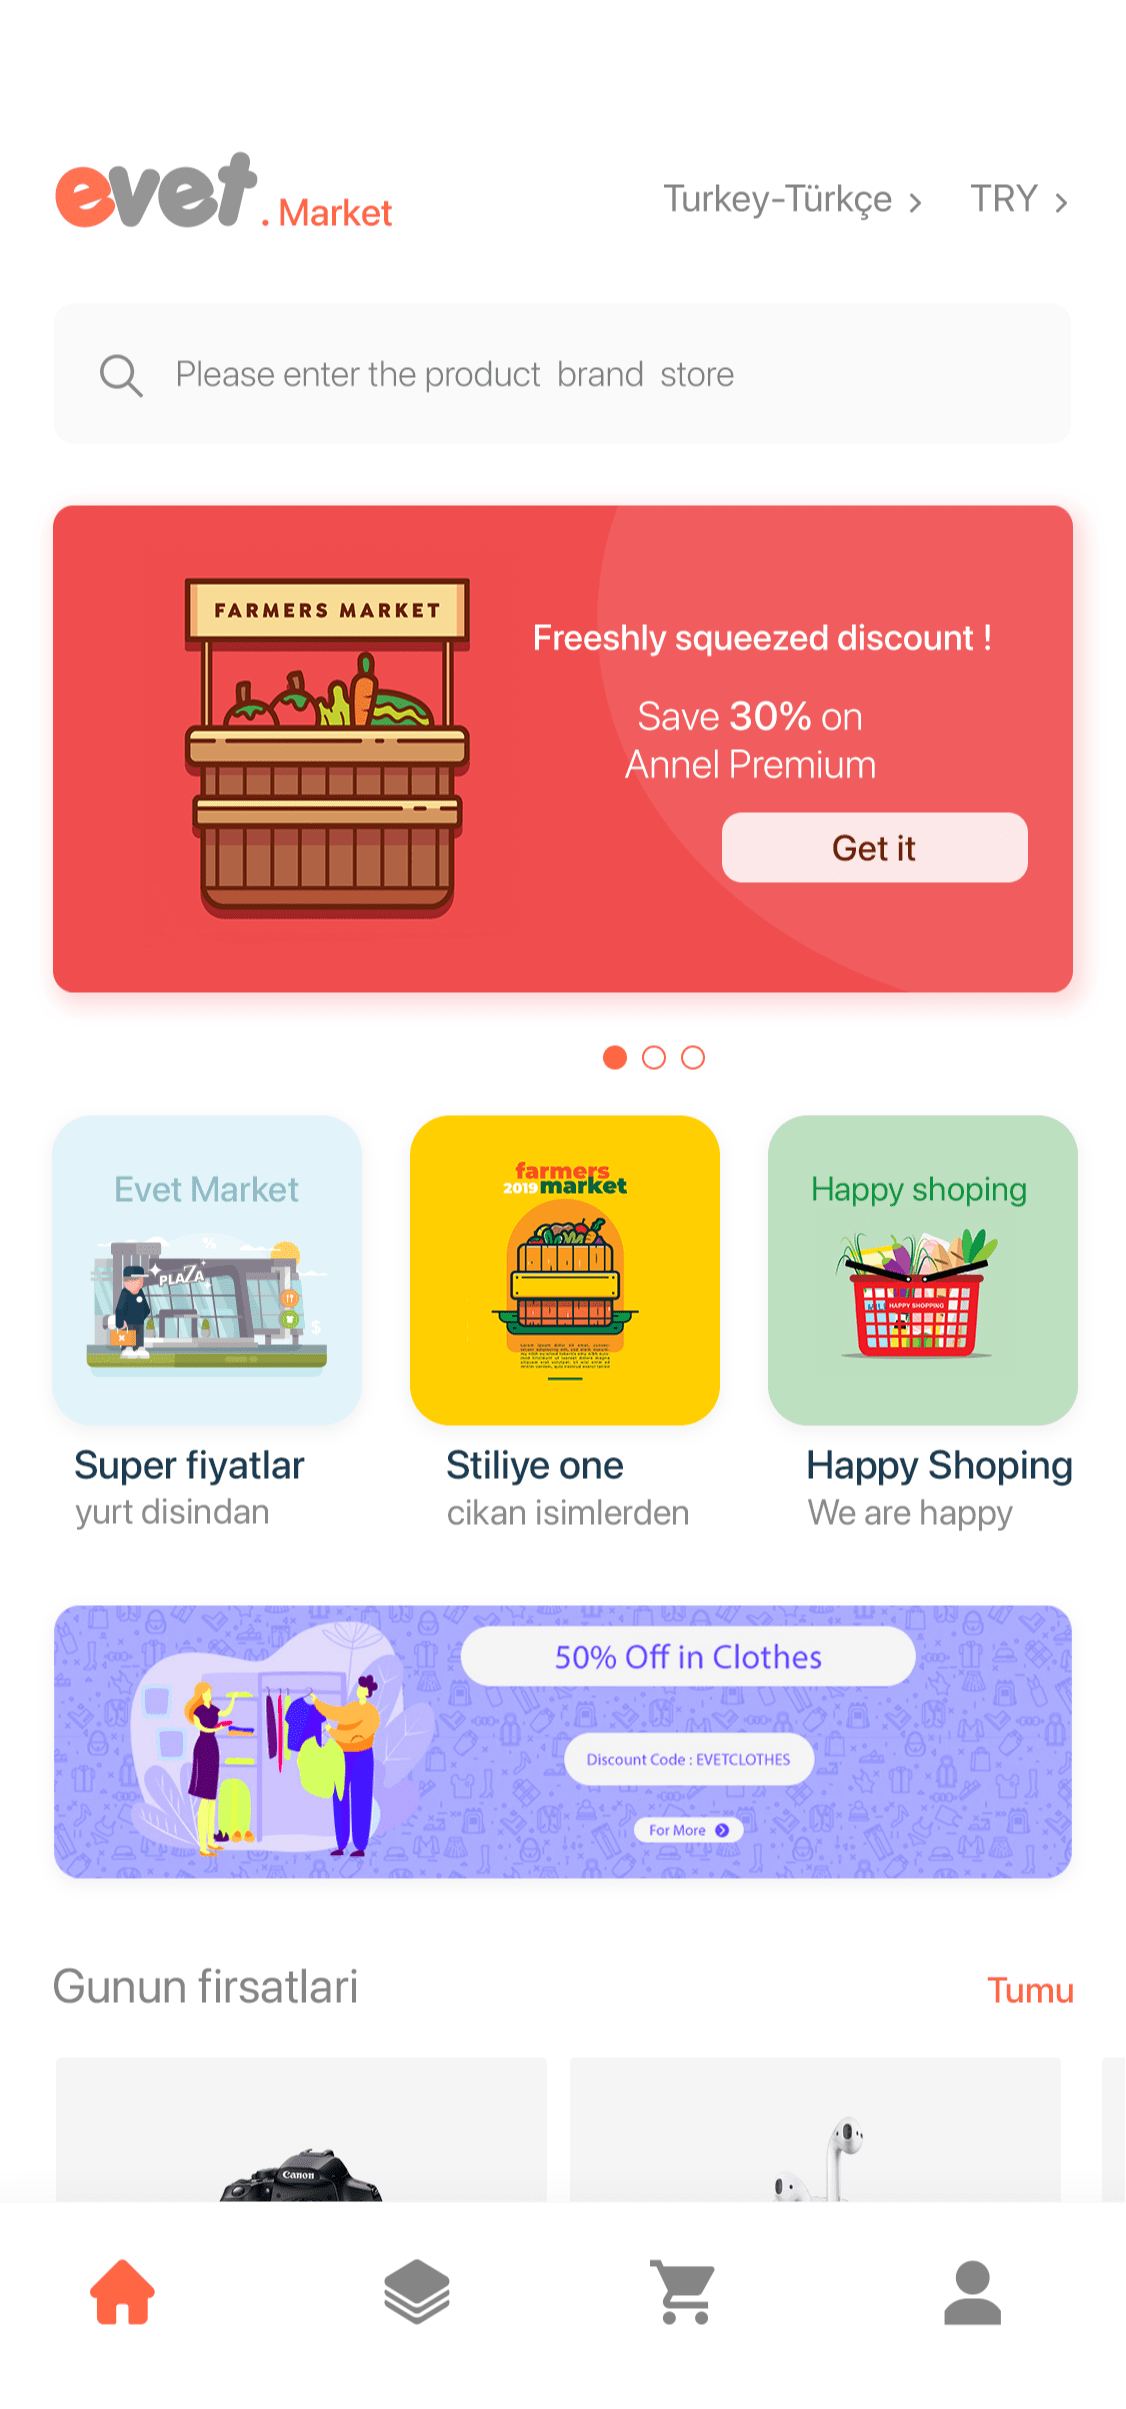 evet . Market
Turkey-Türkçe
TRY
Please enter the product brand store
FARMERS MARKET
Freeshly squeezed discount !
Save 30% on
Annel Premium
Get it
Evet Market
PLAZA
farmers
2019 market
Happy shoping
HAPPY SHOPPING
Super fiyatlar
yurt disindan
Stiliye one
cikan isimlerden
Happy Shoping
We are happy
50% Off in Clothes
Discount Code : EVETCLOTHES
For More
Gunun firsatlari
Tumu
Canon